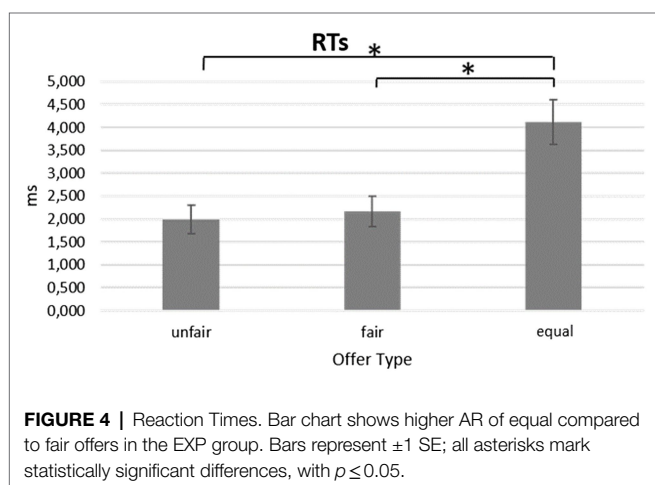 RTs
*
*
5,000
4,500
4,000
3,500
3,000
2,500
2,000
1,500
1,000
0,500
0,000
ms
unfair fair equal
Offer Type
FIGURE 4 | Reaction Times. Bar chart shows higher AR of equal compared
to fair offers in the EXP group. Bars represent ±1 SE; all asterisks mark
statistically significant differences, with p ≤ 0.05.